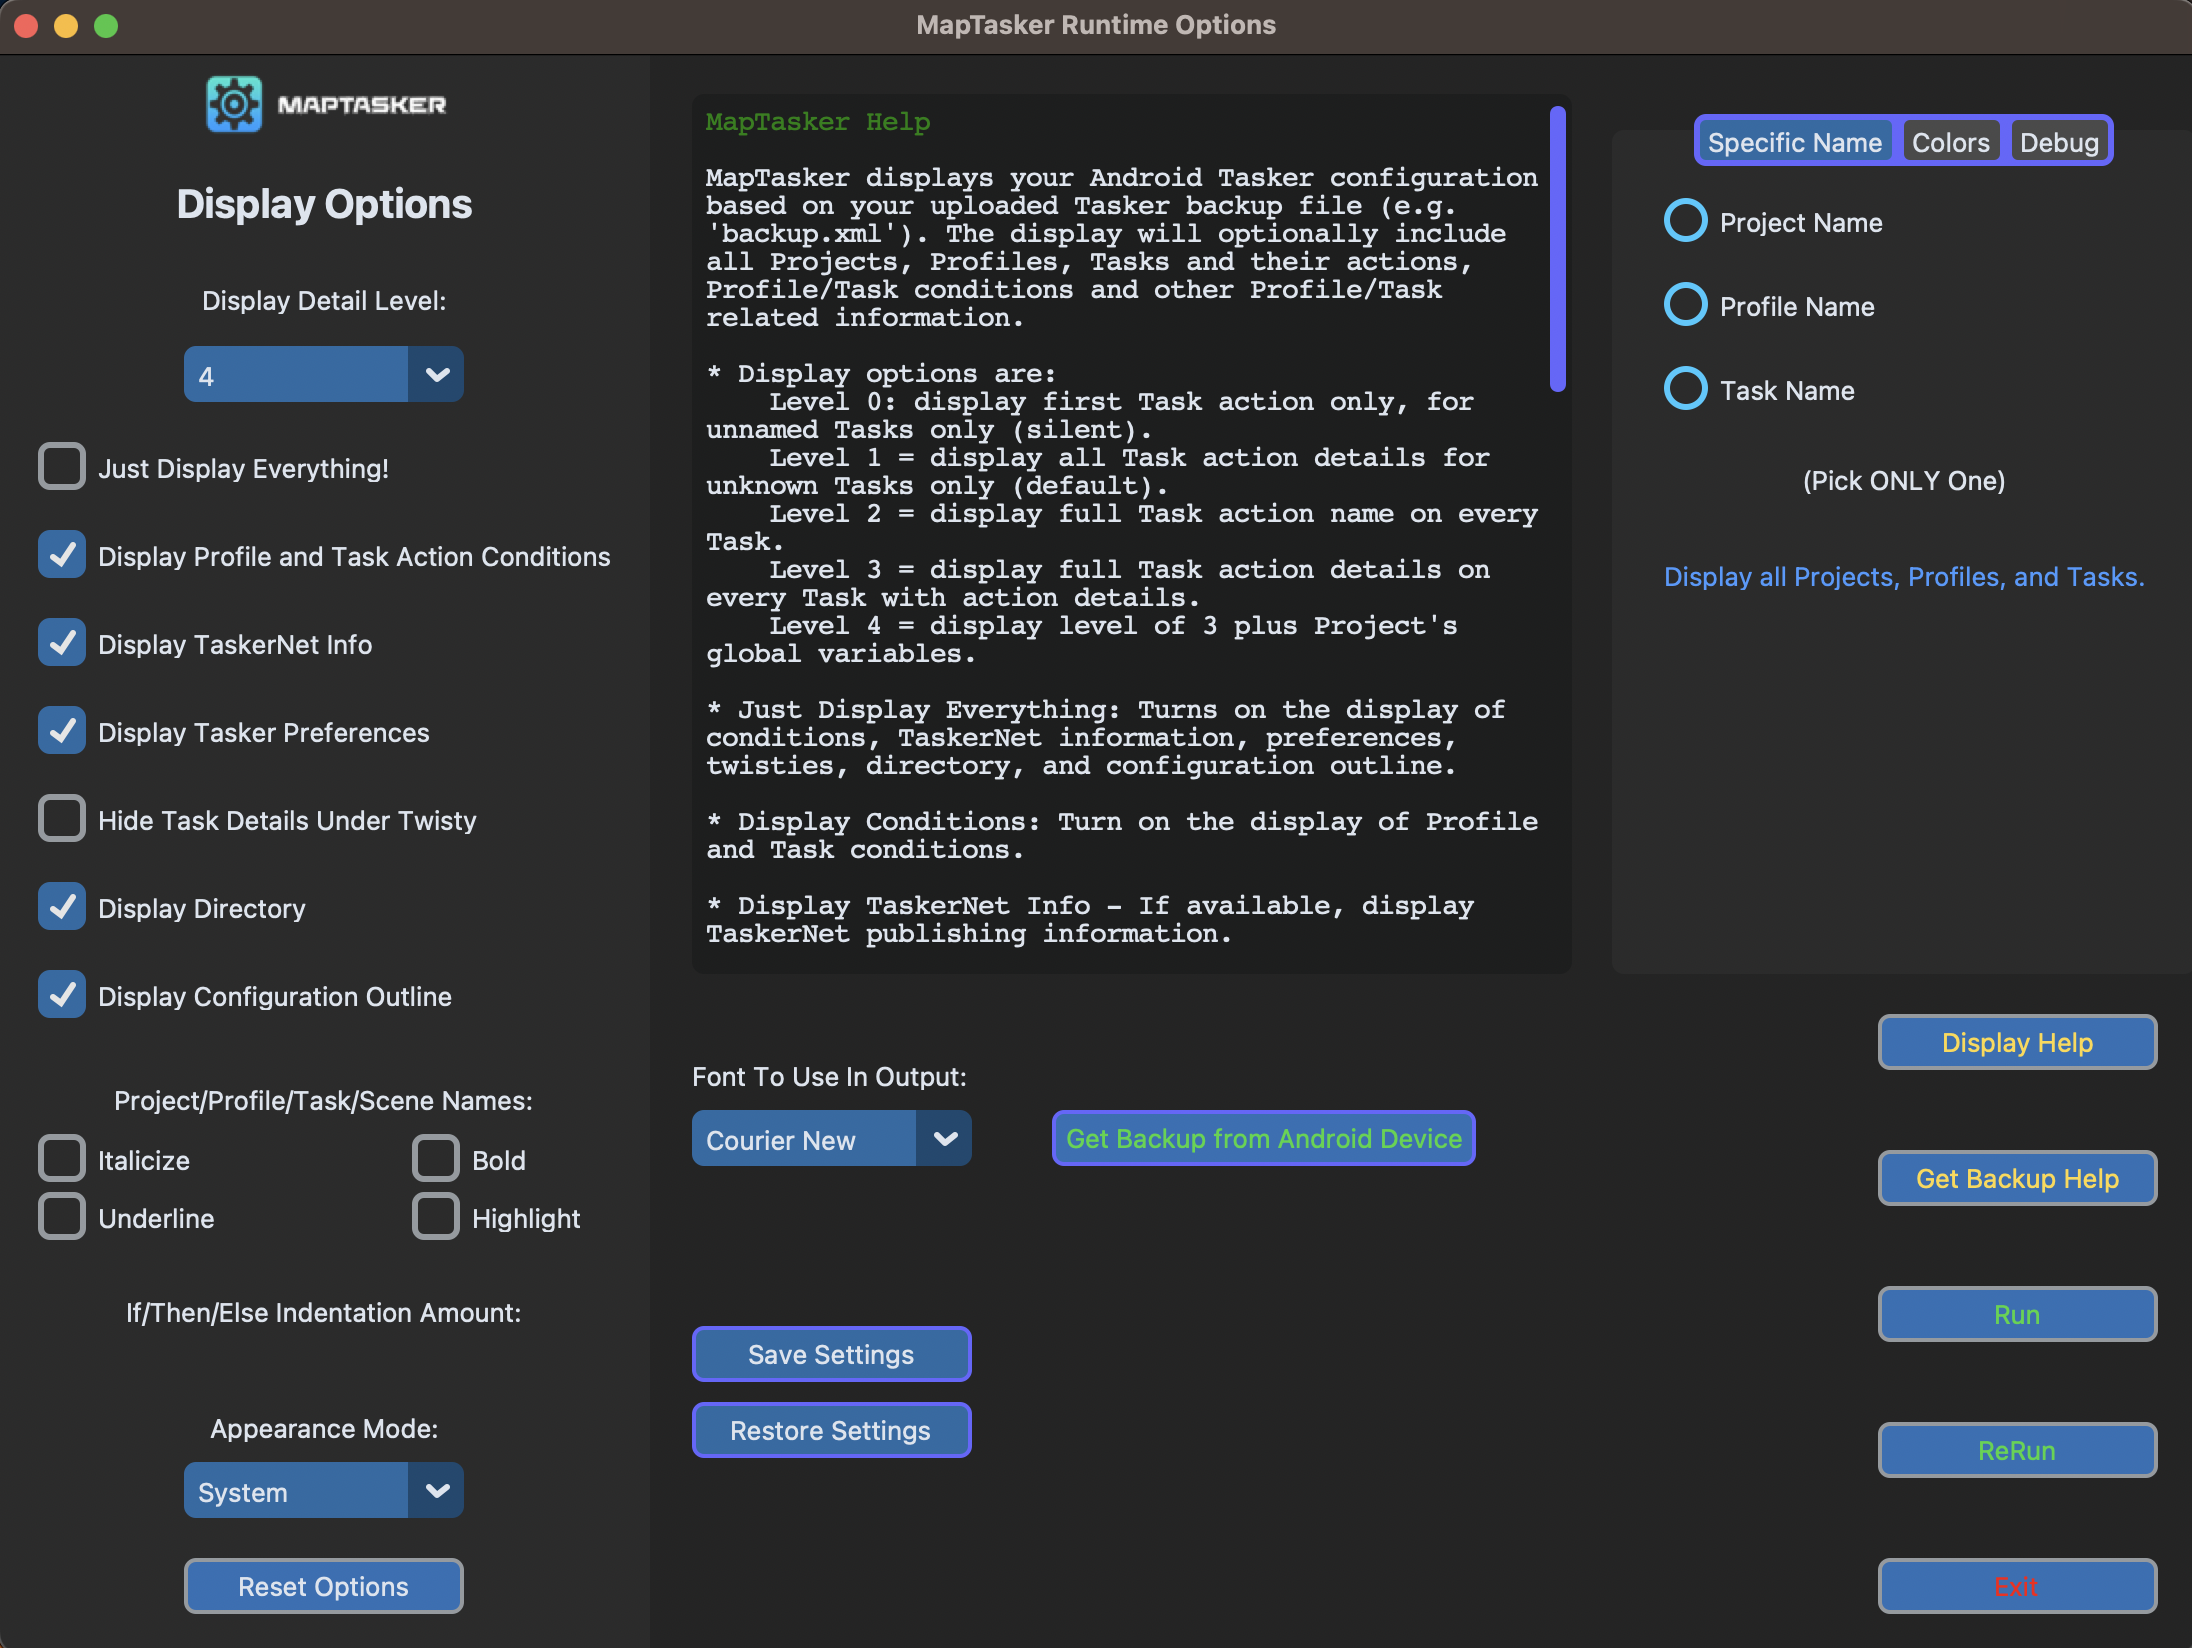 MapTasker Runtime Options
MAPTASKER
Display Options
Display Detail Level:
4
Just Display Everything!
Display Profile and Task Action Conditions
Display TaskerNet Info
Display Tasker Preferences
Hide Task Details Under Twisty
Display Directory
Display Configuration Outline
Project/Profile/Task/Scene Names:
Italicize
Bold
Underline
Highlight
If/Then/Else Indentation Amount:
Appearance Mode:
System
Reset Options
MapTasker Help
MapTasker displays your Android Tasker configuration
based on your uploaded Tasker backup file (e.g.
'backup.xml'). The display will optionally include
all Projects, Profiles, Tasks and their actions,
Profile/Task conditions and other Profile/Task
related information.
* Display options are:
Level 0: display first Task action only, for
unnamed Tasks only (silent).
Level 1 = display all Task action details for
unknown Tasks only (default).
Level 2 = display full Task action name on every
Task.
Level 3 = display full Task action details on
every Task with action details.
Level 4 = display level of 3 plus Project's
global variables.
* Just Display Everything: Turns on the display of
conditions, TaskerNet information, preferences,
twisties, directory, and configuration outline.
* Display Conditions: Turn on the display of Profile
and Task conditions.
* Display TaskerNet Info - If available, display
TaskerNet publishing information.
Font To Use In Output:
Courier New
Get Backup from Android Device
Save Settings
Restore Settings
Specific Name
Colors
Debug
Project Name
Profile Name
Task Name
(Pick ONLY One)
Display all Projects, Profiles, and Tasks.
Display Help
Get Backup Help
Run
ReRun
Exit